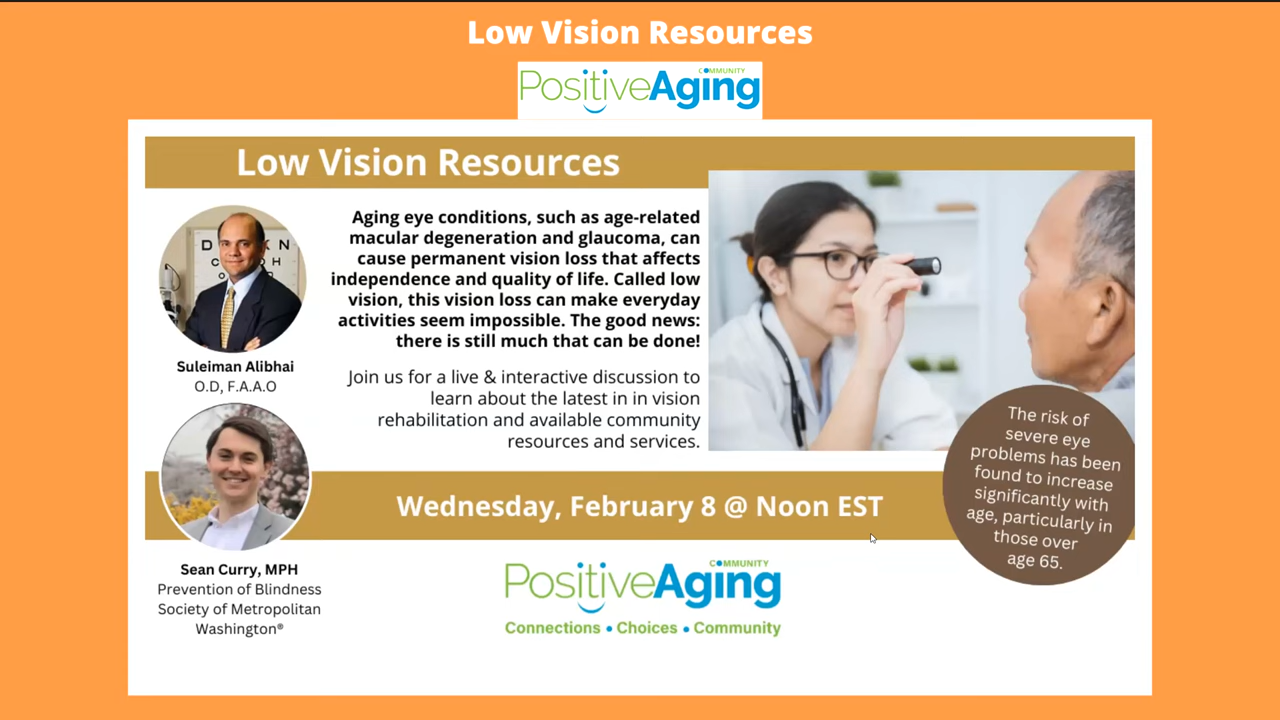 Low Vision Resources
COMMUNITY
PositiveAging
Low Vision Resources
Aging eye conditions, such as age-related
macular degeneration and glaucoma, can
cause permanent vision loss that affects
independence and quality of life. Called low
vision, this vision loss can make everyday
activities seem impossible. The good news:
there is still much that can be done!
Join us for a live & interactive discussion to
learn about the latest in in vision
rehabilitation and available community
resources and services.
Suleiman Alibhai
O.D, F.A.A.O
Sean Curry, MPH
Prevention of Blindness
Society of Metropolitan
Washington®
The risk of
severe eye
problems has been
found to increase
significantly with
age, particularly in
those over
age 65.
Wednesday, February 8 @ Noon EST
COMMUNITY
PositiveAging
Connections • Choices • Community